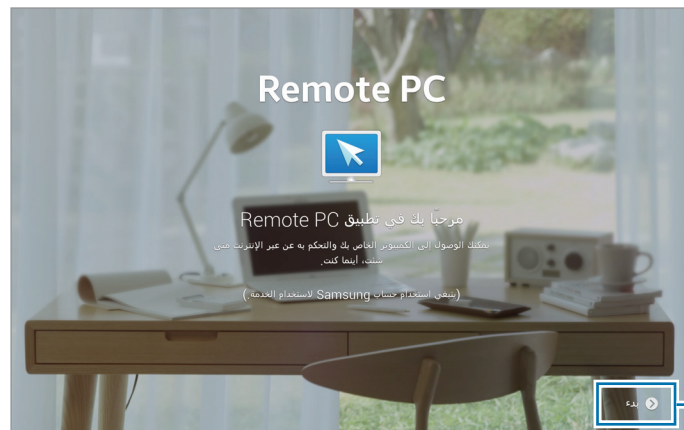 Remote PC
مرحبًا بك في تطبيق Remote PC
يمكنك الوصول إلى الكمبيوتر الخاص بك والتحكم به عن عبر الإنترنت متى
شئت، أينما كنت.
(ينبغي استخدام حساب Samsung لاستخدام الخدمة.)
بدء